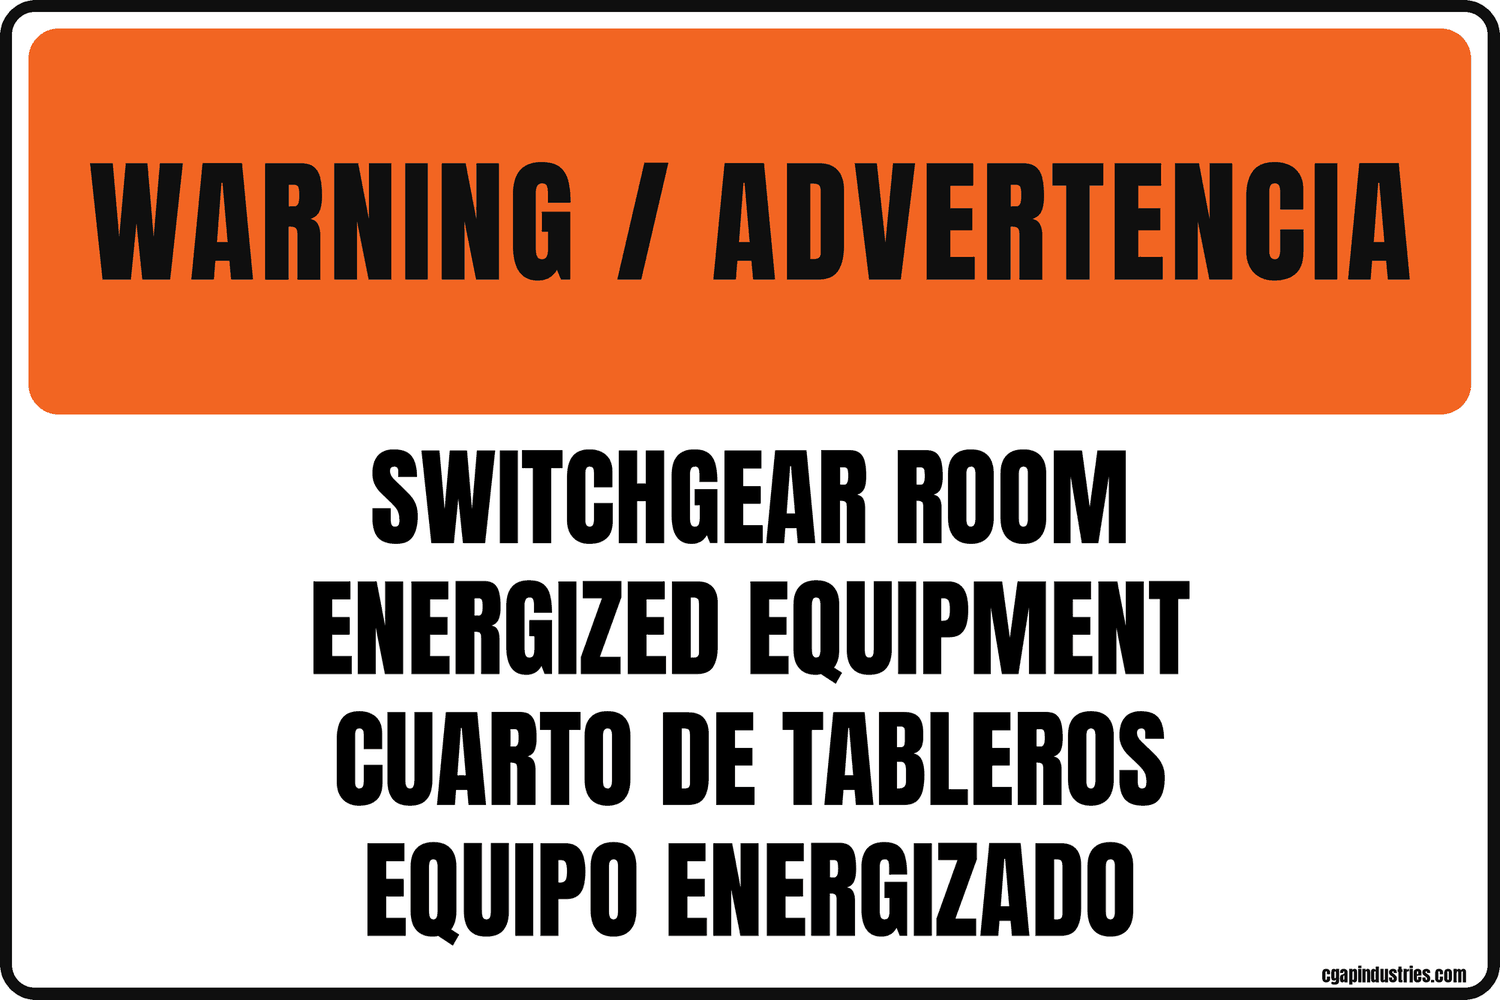 WARNING / ADVERTENCIA
SWITCHGEAR ROOM
ENERGIZED EQUIPMENT
CUARTO DE TABLEROS
EQUIPO ENERGIZADO
cgapindustries.com